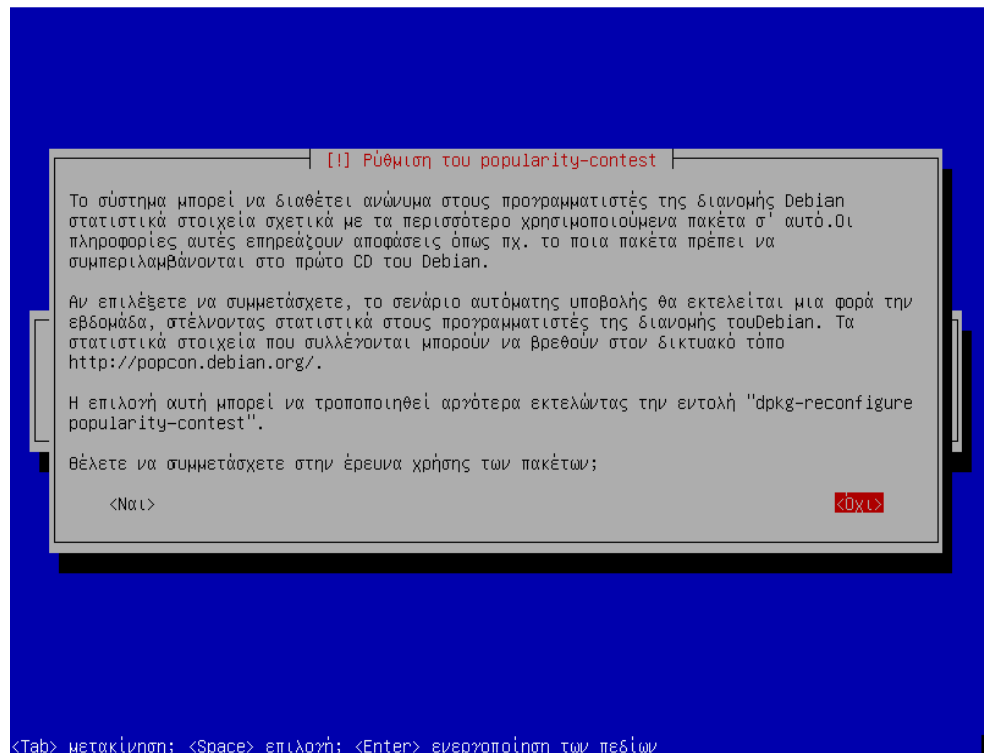 [!] Ρύθμιση του popularity-contest
Το σύστημα μπορεί να διαθέτει ανώνυμα στους προγραμματιστές της διανομής Debian
στατιστικά στοιχεία σχετικά με τα περισσότερο χρησιμοποιούμενα πακέτα σ' αυτό.Οι
πληροφορίες αυτές επηρεάζουν αποφάσεις όπως πχ. το ποια πακέτα πρέπει να
συμπεριλαμβάνονται στο πρώτο CD του Debian.
Αν επιλέξετε να συμμετάσχετε, το σενάριο αυτόματης υποβολής θα εκτελείται μια φορά την
εβδομάδα, στέλνοντας στατιστικά στους προγραμματιστές της διανομής τουDebian. Τα
στατιστικά στοιχεία που συλλέγονται μπορούν να βρεθούν στον δικτυακό τόπο
http://popcon.debian.org/.
Η επιλογή αυτή μπορεί να τροποποιηθεί αργότερα εκτελώντας την εντολή "dpkg-reconfigure
popularity-contest".
Θέλετε να συμμετάσχετε στην έρευνα χρήσης των πακέτων;
<Ναι> <Όχι>
<Tab> μετακίνηση; <Space> επιλογή; <Enter> ενεργοποίηση των πεδίων